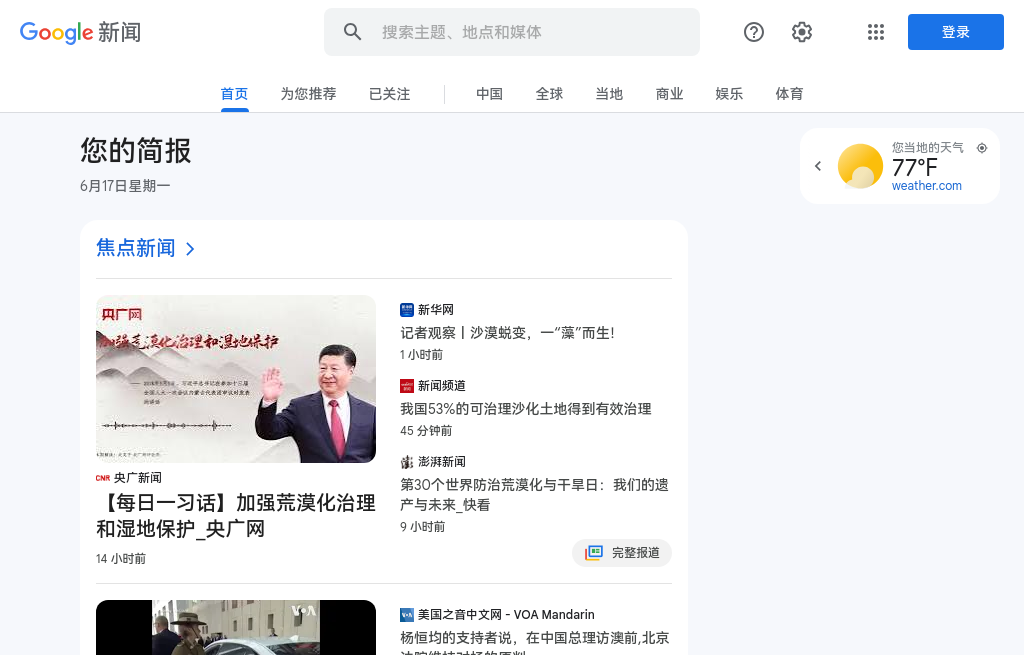 Google 新闻
搜索主题、地点和媒体
登录
首页
为您推荐
已关注
中国
全球
当地
商业
娱乐
体育
您的简报
6月17日星期一
您当地的天气
77°F
weather.com
焦点新闻
央广网
加强荒漠化治理和湿地保护
CNR 央广新闻
【每日一习话】加强荒漠化治理
和湿地保护_央广网
14 小时前
新华网
记者观察丨沙漠蜕变，一“藻”而生！
1 小时前
新闻频道
我国53%的可治理沙化土地得到有效治理
45 分钟前
澎湃新闻
第30个世界防治荒漠化与干旱日：我们的遗
产与未来_快看
9 小时前
完整报道
VOA
美国之音中文网 - VOA Mandarin
杨恒均的支持者说，在中国总理访澳前,北京